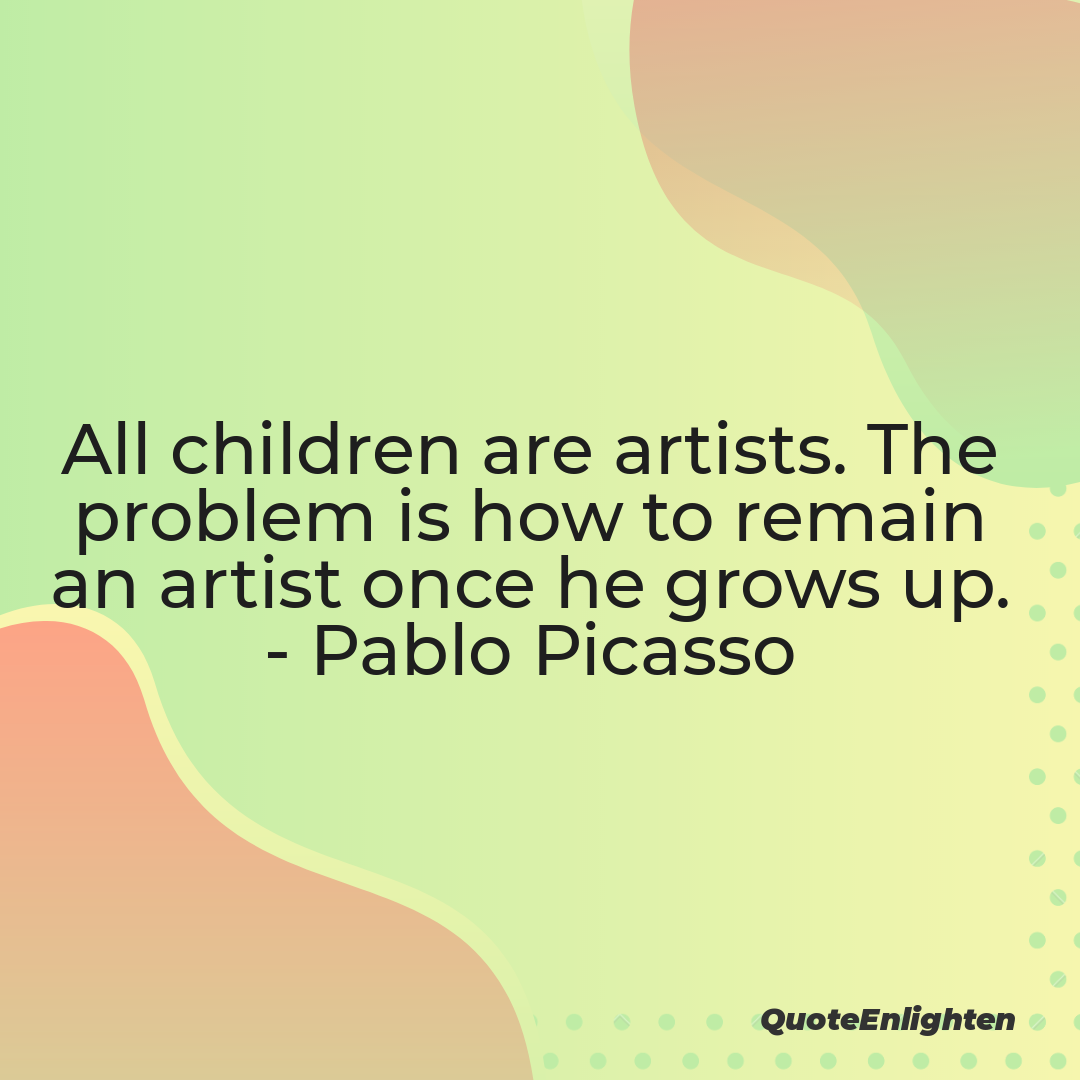 All children are artists. The
problem is how to remain
an artist once he grows up.
- Pablo Picasso
QuoteEnlighten